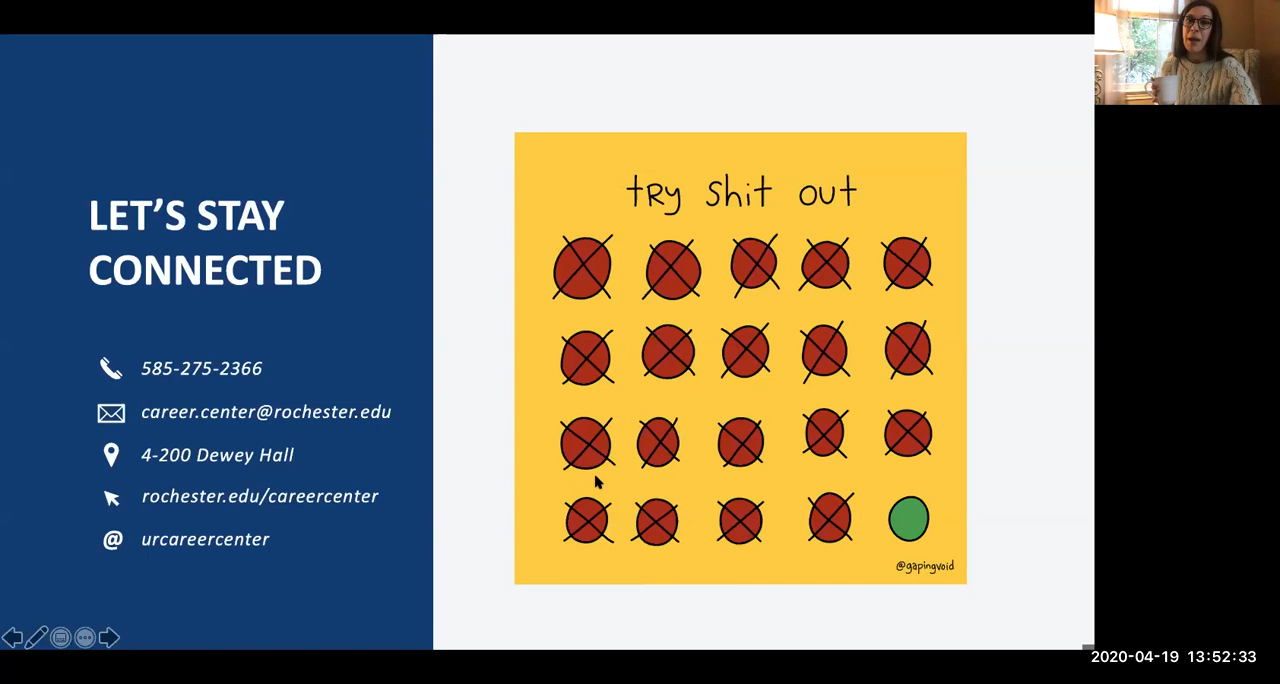 LET'S STAY
CONNECTED
585-275-2366
career.center@rochester.edu
4-200 Dewey Hall
rochester.edu/careercenter
@ urcareercenter
try shit out
@gapingvoid
2020-04-19 13:52:33